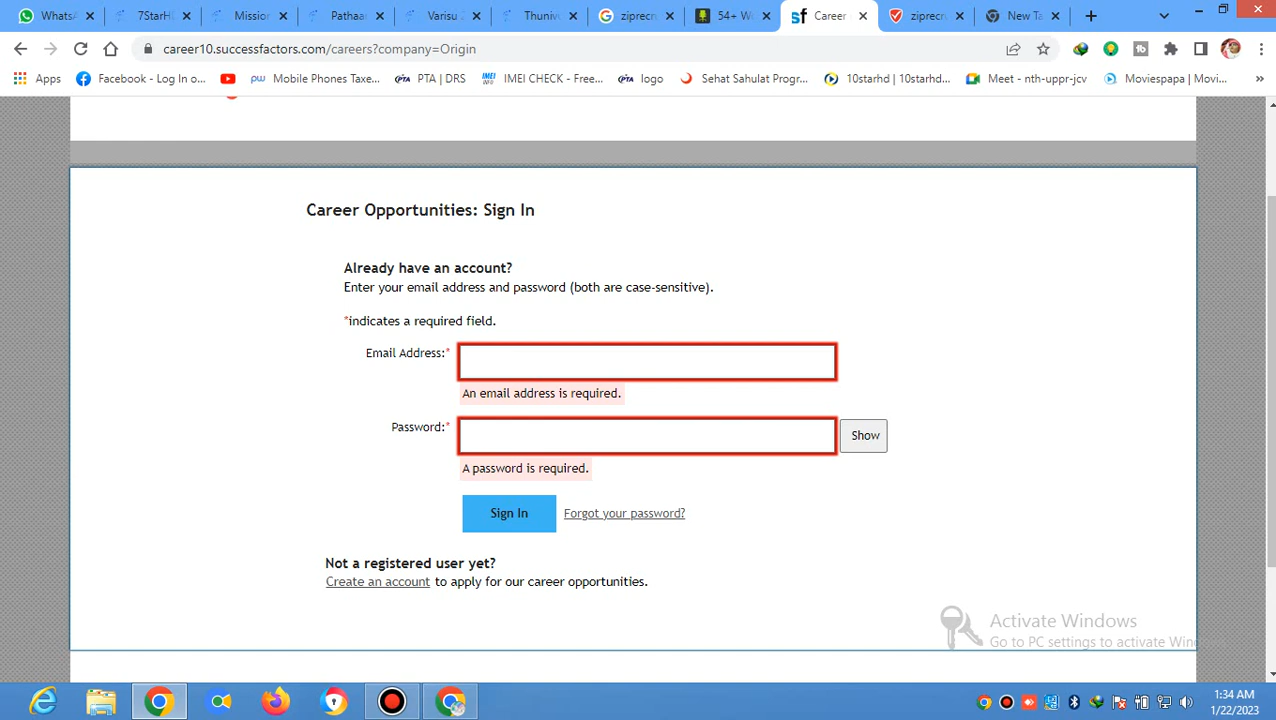 WhatsA
7StarH
Mission
Pathaa
Varisu
Thuniv
ziprecr
54+ W
Career
ziprecr
New Ta
career10.successfactors.com/careers?company=Origin
Apps
Facebook - Log In o...
Mobile Phones Taxe...
PTA | DRS
IMEI CHECK - Free...
logo
Sehat Sahulat Progr...
10starhd | 10starhd...
Meet - nth-uppr-jcv
Moviespapa | Movi...
»
Career Opportunities: Sign In
Already have an account?
Enter your email address and password (both are case-sensitive).
*indicates a required field.
Email Address:*
An email address is required.
Password:*
Show
A password is required.
Sign In
Forgot your password?
Not a registered user yet?
Create an account to apply for our career opportunities.
Activate Windows
Go to PC settings to activate Windows
1:34 AM
1/22/2023